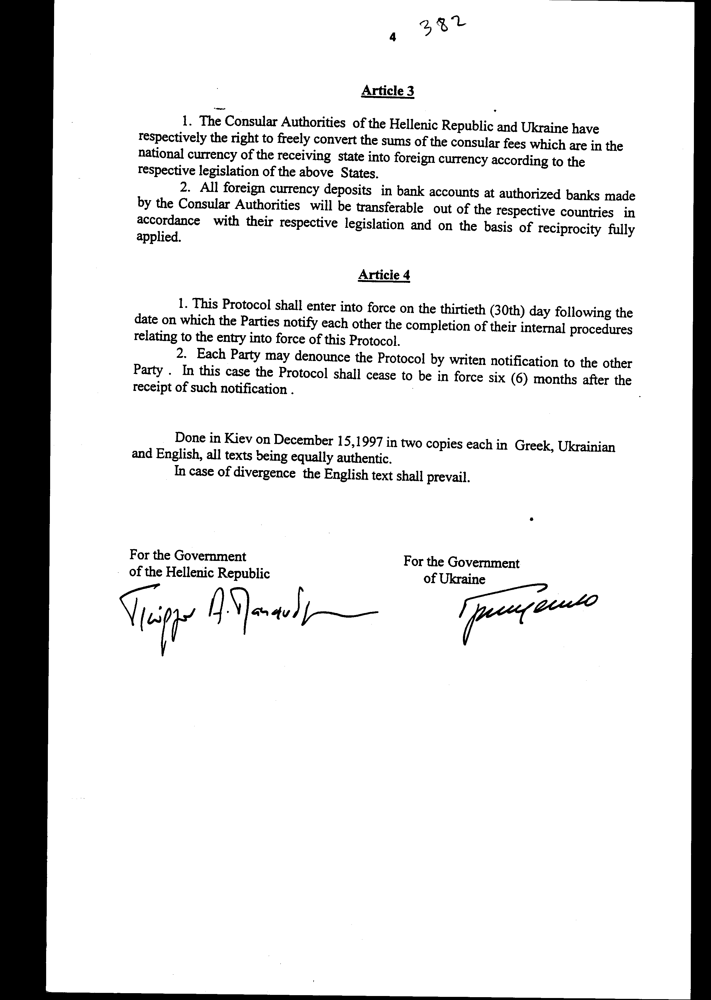 382
4
Article 3
1. The Consular Authorities of the Hellenic Republic and Ukraine have
respectively the right to freely convert the sums of the consular fees which are in the
national currency of the receiving state into foreign currency according to the
respective legislation of the above States.
2. All foreign currency deposits in bank accounts at authorized banks made
by the Consular Authorities will be transferable out of the respective countries in
accordance with their respective legislation and on the basis of reciprocity fully
applied.
Article 4
1. This Protocol shall enter into force on the thirtieth (30th) day following the
date on which the Parties notify each other the completion of their internal procedures
relating to the entry into force of this Protocol.
2. Each Party may denounce the Protocol by writen notification to the other
Party . In this case the Protocol shall cease to be in force six (6) months after the
receipt of such notification .
Done in Kiev on December 15,1997 in two copies each in Greek, Ukrainian
and English, all texts being equally authentic.
In case of divergence the English text shall prevail.
For the Government
of the Hellenic Republic
For the Government
of Ukraine